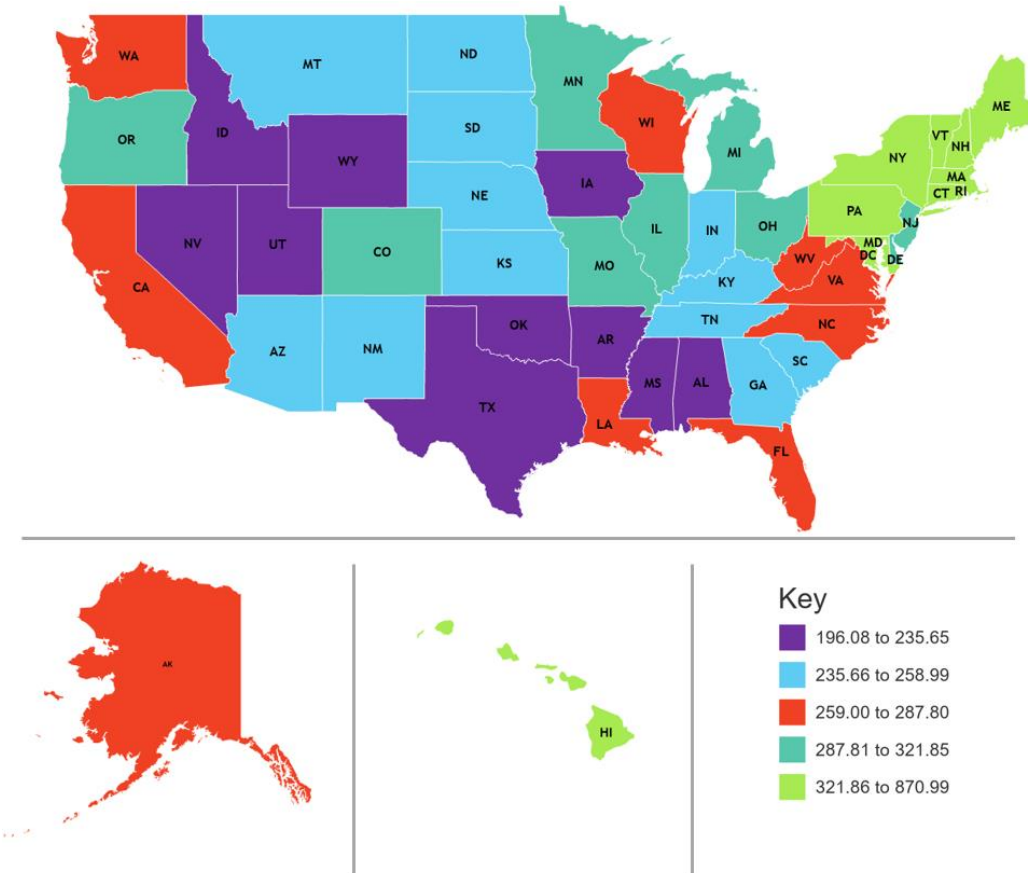 WA
MT
ND
MN
ME
OR
ID
SD
WI
MI
NY
VT
NH
MA
CT
RI
WY
NE
IA
PA
NJ
NV
UT
CO
KS
MO
IL
IN
OH
MD
DC
DE
WV
VA
CA
KY
AZ
NM
OK
AR
TN
NC
SC
TX
LA
MS
AL
GA
FL
AK
HI
Key
196.08 to 235.65
235.66 to 258.99
259.00 to 287.80
287.81 to 321.85
321.86 to 870.99